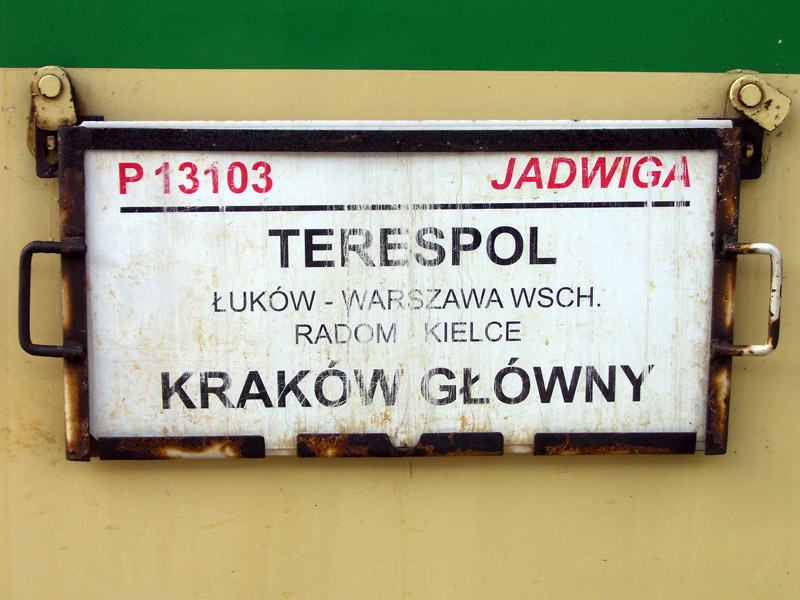 P 13103 JADWIGA
TERESPOL
ŁUKÓW - WARSZAWA WSCH.
RADOM - KIELCE
KRAKÓW GŁÓWNY